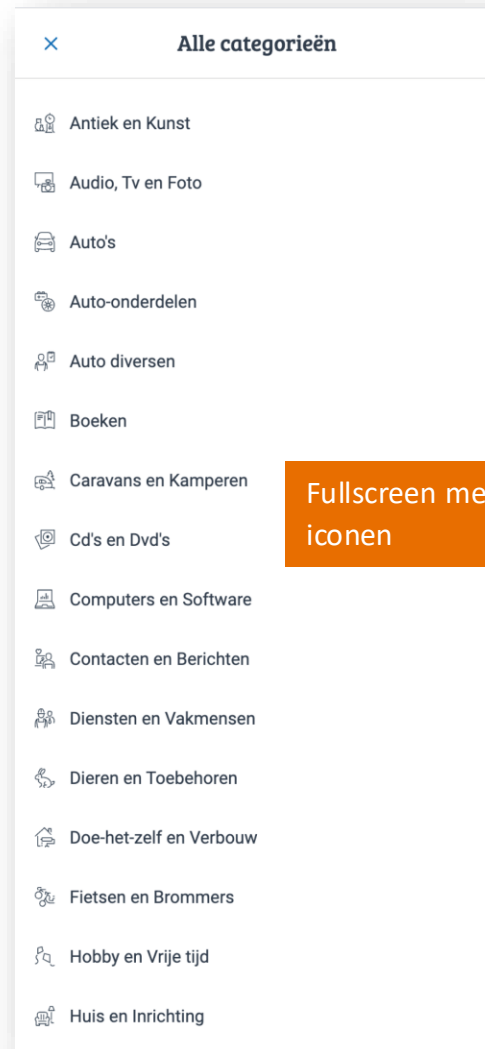 Alle categorieën
Antiek en Kunst
Audio, Tv en Foto
Auto's
Auto-onderdelen
Auto diversen
Boeken
Caravans en Kamperen
Fullscreen me
iconen
Cd's en Dvd's
Computers en Software
Contacten en Berichten
Diensten en Vakmensen
Dieren en Toebehoren
Doe-het-zelf en Verbouw
Fietsen en Brommers
Hobby en Vrije tijd
Huis en Inrichting